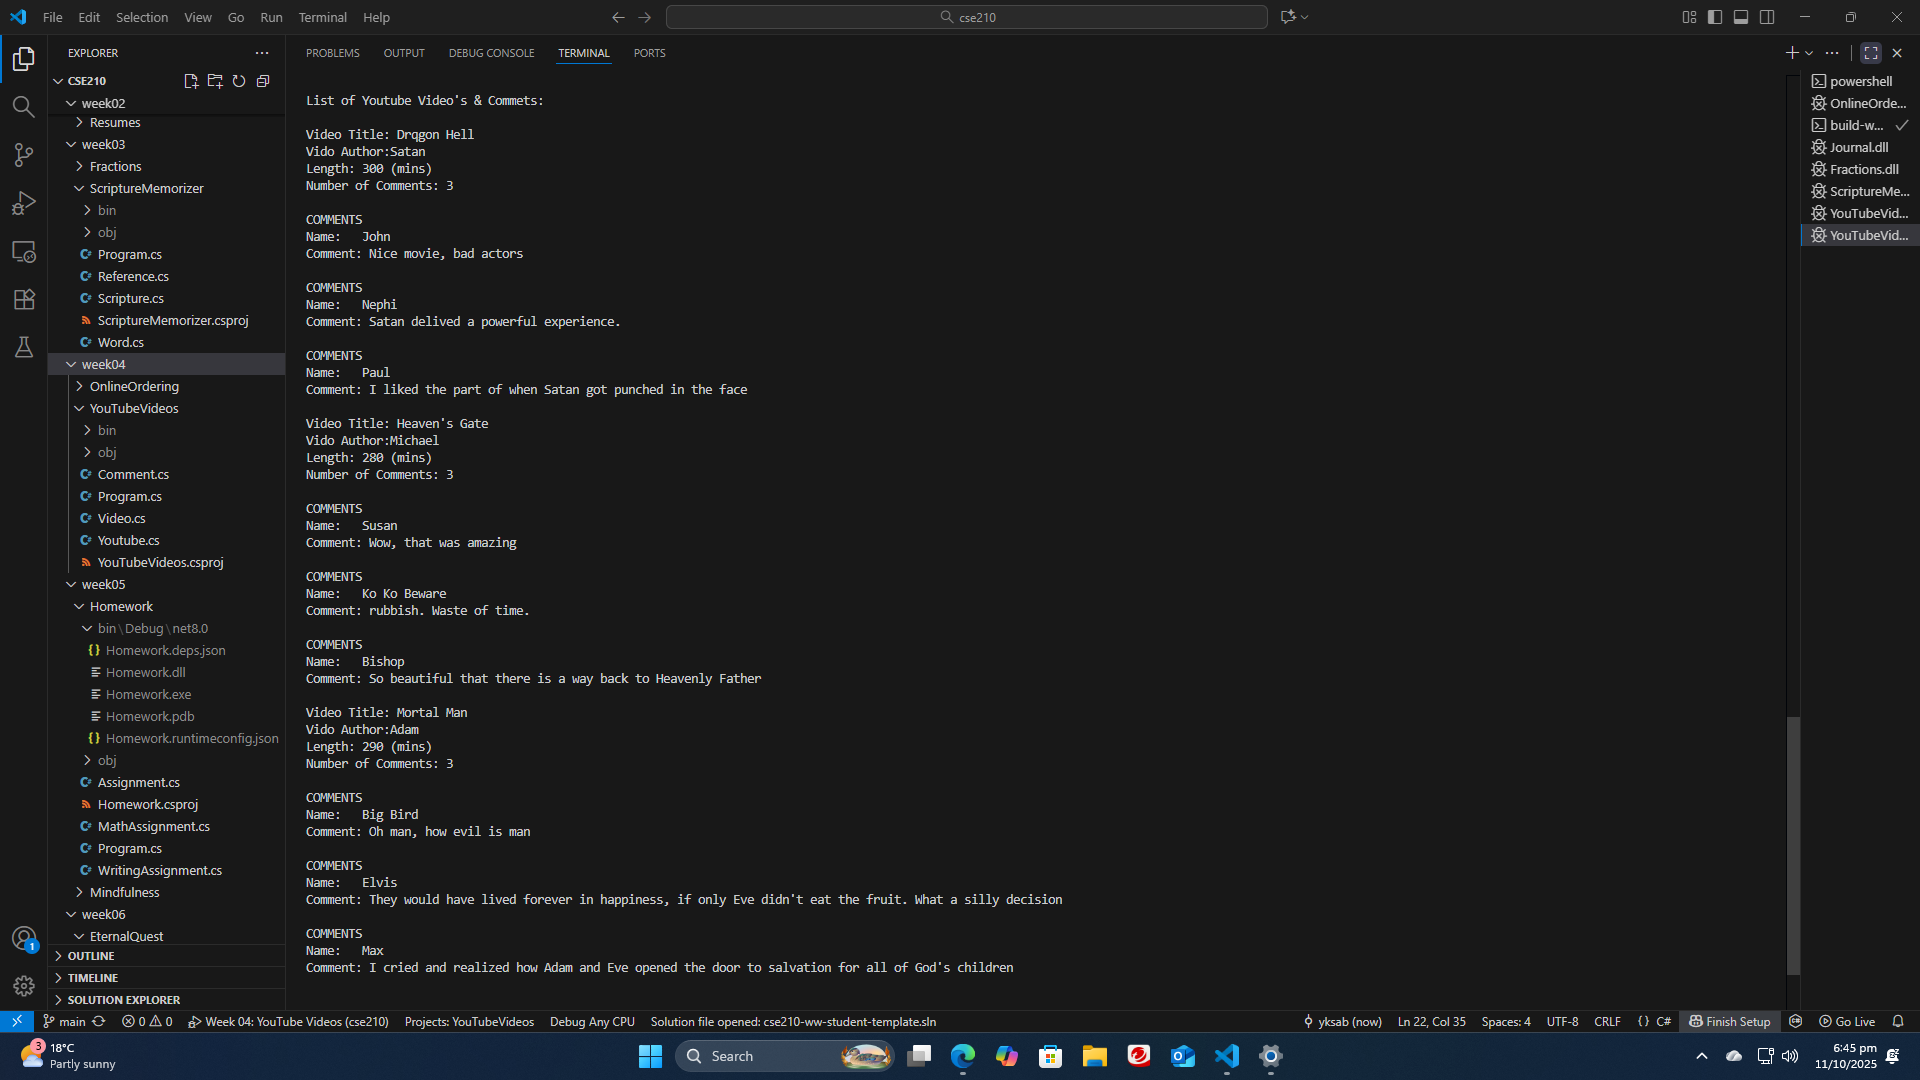 File Edit Selection View Go Run Terminal Help
cse210
EXPLORER
CSE210
week02
Resumes
week03
Fractions
ScriptureMemorizer
bin
obj
Program.cs
Reference.cs
Scripture.cs
ScriptureMemorizer.csproj
Word.cs
week04
OnlineOrdering
YouTubeVideos
bin
obj
Comment.cs
Program.cs
Video.cs
Youtube.cs
YouTubeVideos.csproj
week05
Homework
bin\Debug\net8.0
Homework.deps.json
Homework.dll
Homework.exe
Homework.pdb
Homework.runtimeconfig.json
obj
Assignment.cs
Homework.csproj
MathAssignment.cs
Program.cs
WritingAssignment.cs
Mindfulness
week06
EternalQuest
OUTLINE
TIMELINE
SOLUTION EXPLORER
PROBLEMS OUTPUT DEBUG CONSOLE TERMINAL PORTS
List of Youtube Video's & Commets:
Video Title: Drqgon Hell
Vido Author:Satan
Length: 300 (mins)
Number of Comments: 3
COMMENTS
Name: John
Comment: Nice movie, bad actors
COMMENTS
Name: Nephi
Comment: Satan delived a powerful experience.
COMMENTS
Name: Paul
Comment: I liked the part of when Satan got punched in the face
Video Title: Heaven's Gate
Vido Author:Michael
Length: 280 (mins)
Number of Comments: 3
COMMENTS
Name: Susan
Comment: Wow, that was amazing
COMMENTS
Name: Ko Ko Beware
Comment: rubbish. Waste of time.
COMMENTS
Name: Bishop
Comment: So beautiful that there is a way back to Heavenly Father
Video Title: Mortal Man
Vido Author:Adam
Length: 290 (mins)
Number of Comments: 3
COMMENTS
Name: Big Bird
Comment: Oh man, how evil is man
COMMENTS
Name: Elvis
Comment: They would have lived forever in happiness, if only Eve didn't eat the fruit. What a silly decision
COMMENTS
Name: Max
Comment: I cried and realized how Adam and Eve opened the door to salvation for all of God's children
powershell
OnlineOrde...
build-w...
Journal.dll
Fractions.dll
ScriptureMe...
YouTubeVid...
YouTubeVid...
1
main 0 0 Week 04: YouTube Videos (cse210) Projects: YouTubeVideos Debug Any CPU Solution file opened: cse210-ww-student-template.sln yksab (now) Ln 22, Col 35 Spaces: 4 UTF-8 CRLF {} C# Finish Setup Go Live
3
18°C
Partly sunny
Search
6:45 pm
11/10/2025